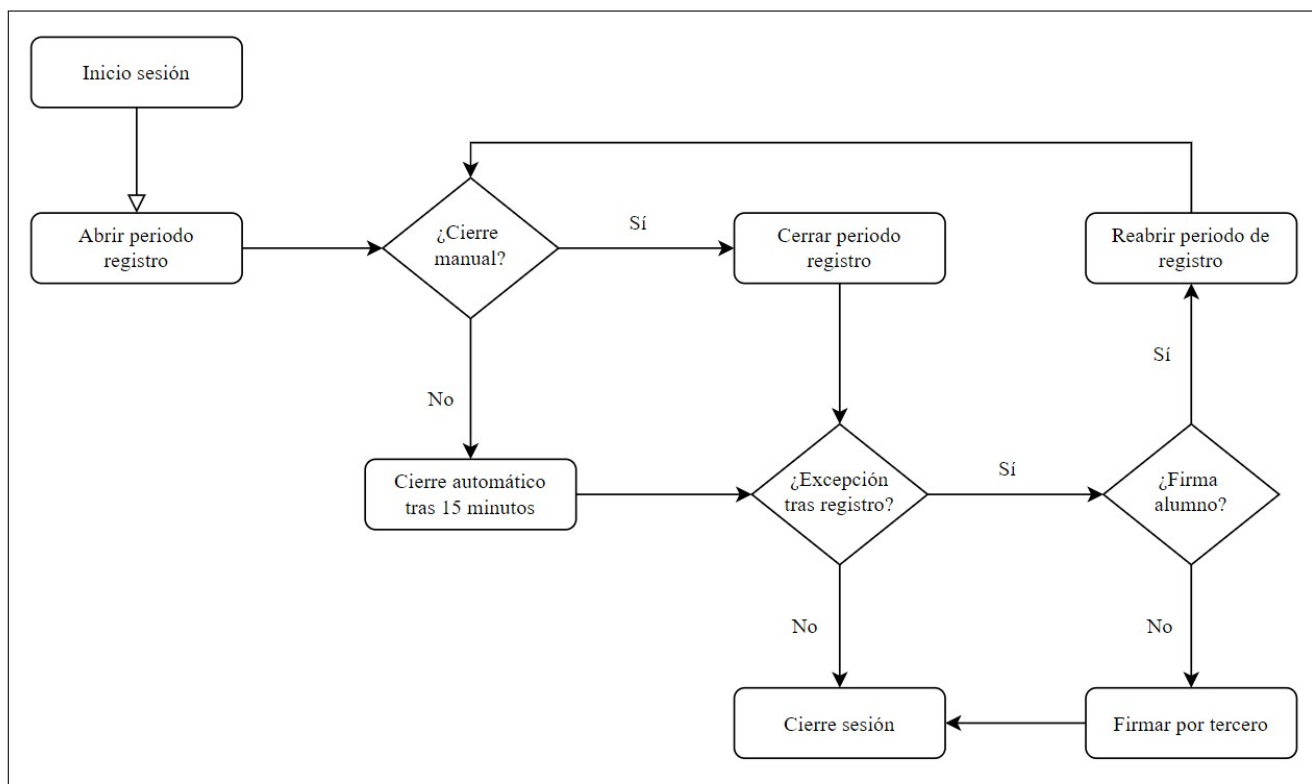 Inicio sesión
Abrir periodo
registro
¿Cierre
manual?
Sí
Cerrar periodo
registro
Reabrir periodo de
registro
Sí
No
Cierre automático
tras 15 minutos
¿Excepción
tras registro?
Sí
¿Firma
alumno?
No
No
Cierre sesión
Firmar por tercero